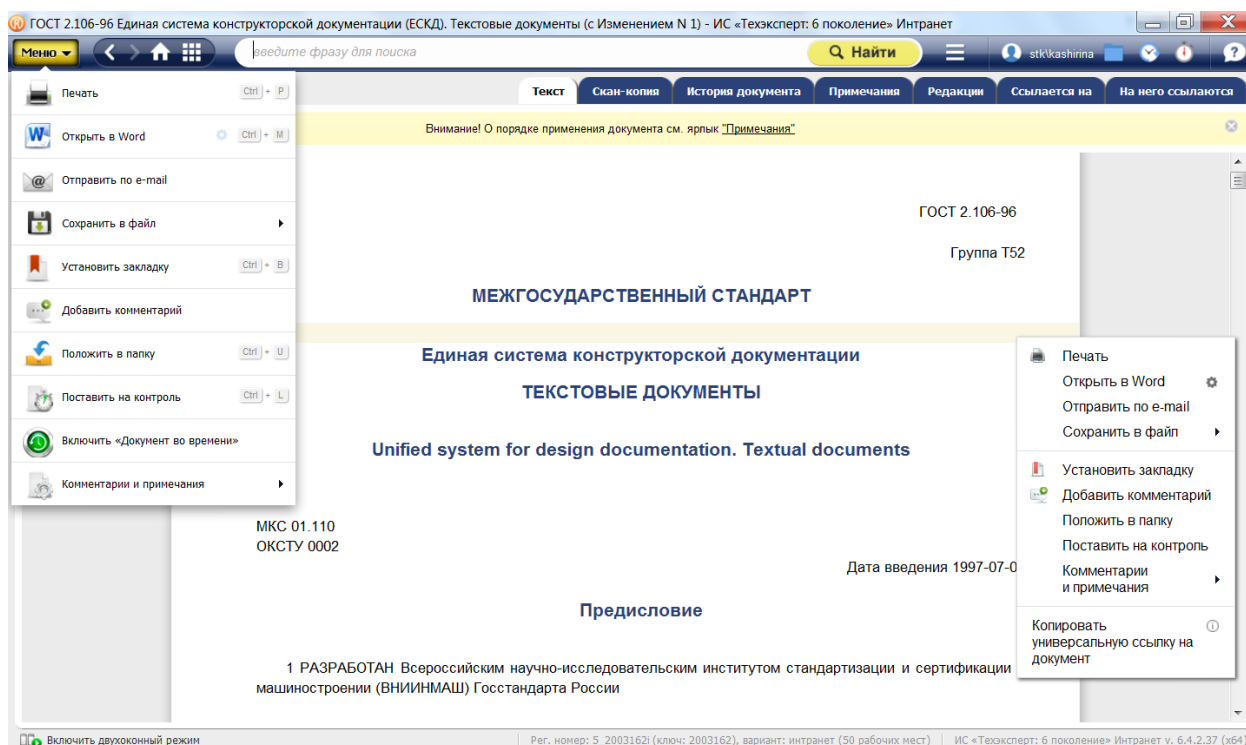 ГОСТ 2.106-96 Единая система конструкторской документации (ЕСКД). Текстовые документы (с Изменением N 1) - ИС «Техэксперт: 6 поколение» Интранет
Меню
введите фразу для поиска
Найти
stk\kashirina
?
Текст
Скан-копия
История документа
Примечания
Редакции
Ссылается на
На него ссылаются
Внимание! О порядке применения документа см. ярлык "Примечания"
Печать Ctrl + P
Открыть в Word Ctrl + M
Отправить по e-mail
Сохранить в файл
Установить закладку Ctrl + B
Добавить комментарий
Положить в папку Ctrl + U
Поставить на контроль Ctrl + L
Включить «Документ во времени»
Комментарии и примечания
ГОСТ 2.106-96
Группа Т52
МЕЖГОСУДАРСТВЕННЫЙ СТАНДАРТ
Единая система конструкторской документации
ТЕКСТОВЫЕ ДОКУМЕНТЫ
Unified system for design documentation. Textual documents
МКС 01.110
ОКСТУ 0002
Дата введения 1997-07-0
Предисловие
1 РАЗРАБОТАН Всероссийским научно-исследовательским институтом стандартизации и сертификации
машиностроении (ВНИИНМАШ) Госстандарта России
Печать
Открыть в Word
Отправить по e-mail
Сохранить в файл
Установить закладку
Добавить комментарий
Положить в папку
Поставить на контроль
Комментарии
и примечания
Копировать
универсальную ссылку на
документ
Включить двухоконный режим
Рег. номер: 5_2003162i (ключ: 2003162), вариант: интранет (50 рабочих мест)
ИС «Техэксперт: 6 поколение» Интранет v. 6.4.2.37 (x64)